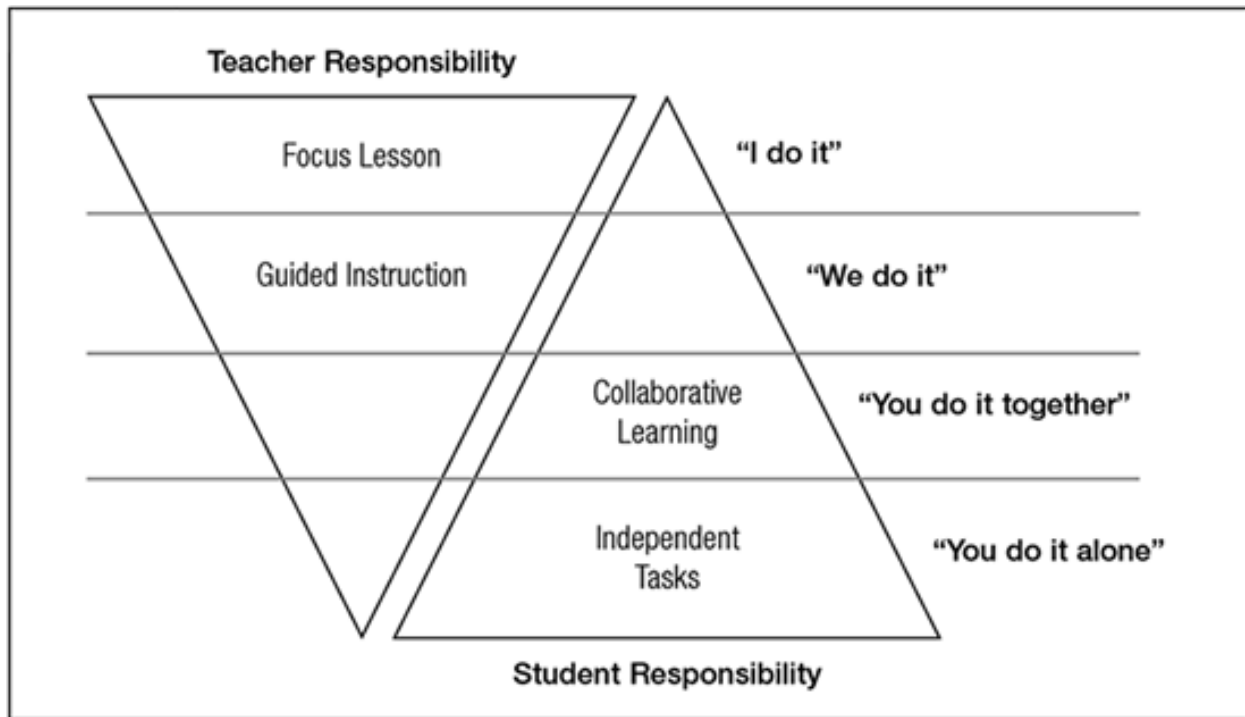 Teacher Responsibility
Focus Lesson
“I do it”
Guided Instruction
“We do it”
Collaborative
Learning
“You do it together”
Independent
Tasks
“You do it alone”
Student Responsibility